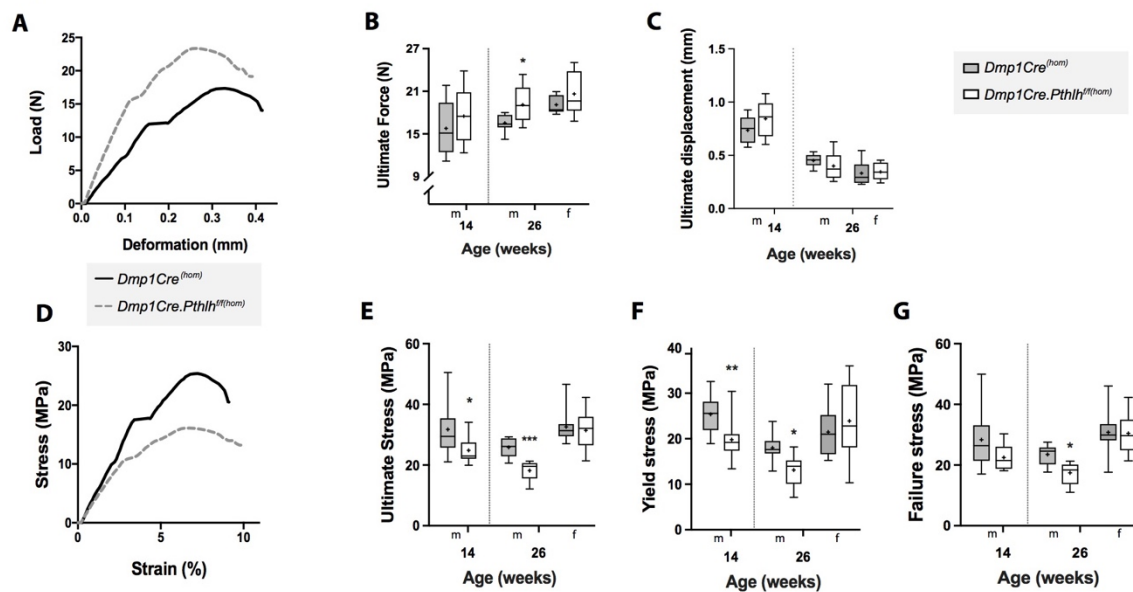 A
Load (N)
25
20
15
10
5
0
0.0 0.1 0.2 0.3 0.4
Deformation (mm)
B
Ultimate Force (N)
27
21
15
9
*
m m f
14 26
Age (weeks)
C
Ultimate displacement (mm)
1.5
1.0
0.5
0.0
m m f
14 26
Age (weeks)
Dmp1Cre(hom)
Dmp1Cre.Pthlhf/f(hom)
Dmp1Cre(hom)
Dmp1Cre.Pthlhf/f(hom)
D
Stress (MPa)
30
20
10
0
0 5 10
Strain (%)
E
Ultimate Stress (MPa)
60
40
20
0
* ***
m m f
14 26
Age (weeks)
F
Yield stress (MPa)
40
30
20
10
0
** *
m m f
14 26
Age (weeks)
G
Failure stress (MPa)
60
40
20
0
*
m m f
14 26
Age (weeks)